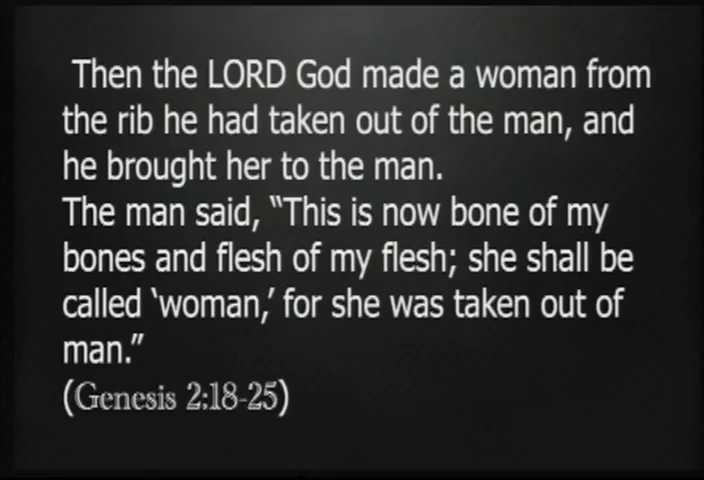 Then the LORD God made a woman from
the rib he had taken out of the man, and
he brought her to the man.
The man said, “This is now bone of my
bones and flesh of my flesh; she shall be
called ‘woman,’ for she was taken out of
man.”
(Genesis 2:18-25)